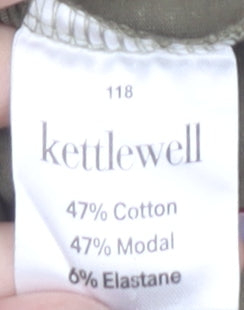 118
kettlewell
47% Cotton
47% Modal
6% Elastane